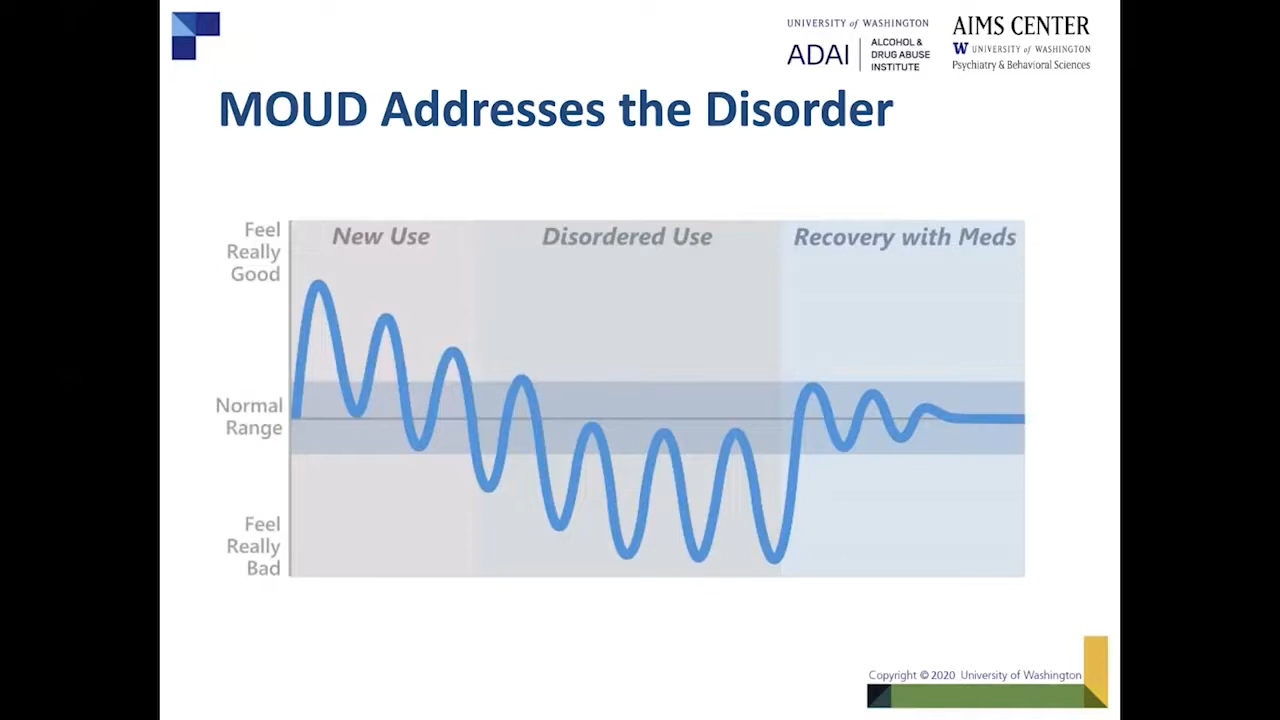 UNIVERSITY of WASHINGTON
ADAI
ALCOHOL &
DRUG ABUSE
INSTITUTE
AIMS CENTER
W UNIVERSITY of WASHINGTON
Psychiatry & Behavioral Sciences
MOUD Addresses the Disorder
Feel
Really
Good
New Use
Disordered Use
Recovery with Meds
Normal
Range
Feel
Really
Bad
Copyright © 2020 University of Washington